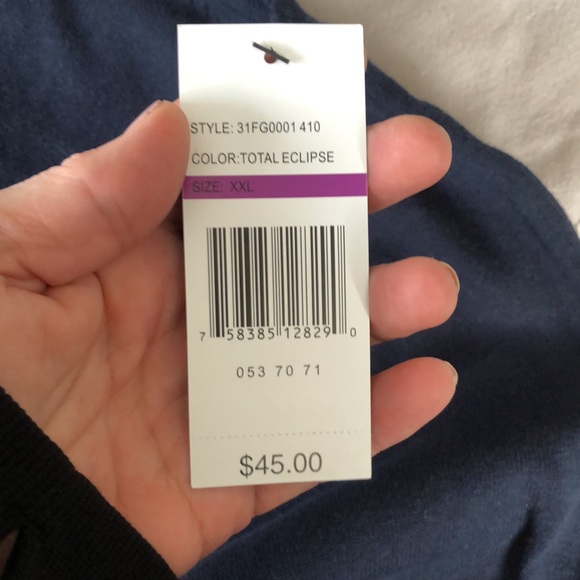 STYLE: 31FG0001 410
COLOR:TOTAL ECLIPSE
SIZE: XXL
7 58385 12829 0
053 70 71
$45.00